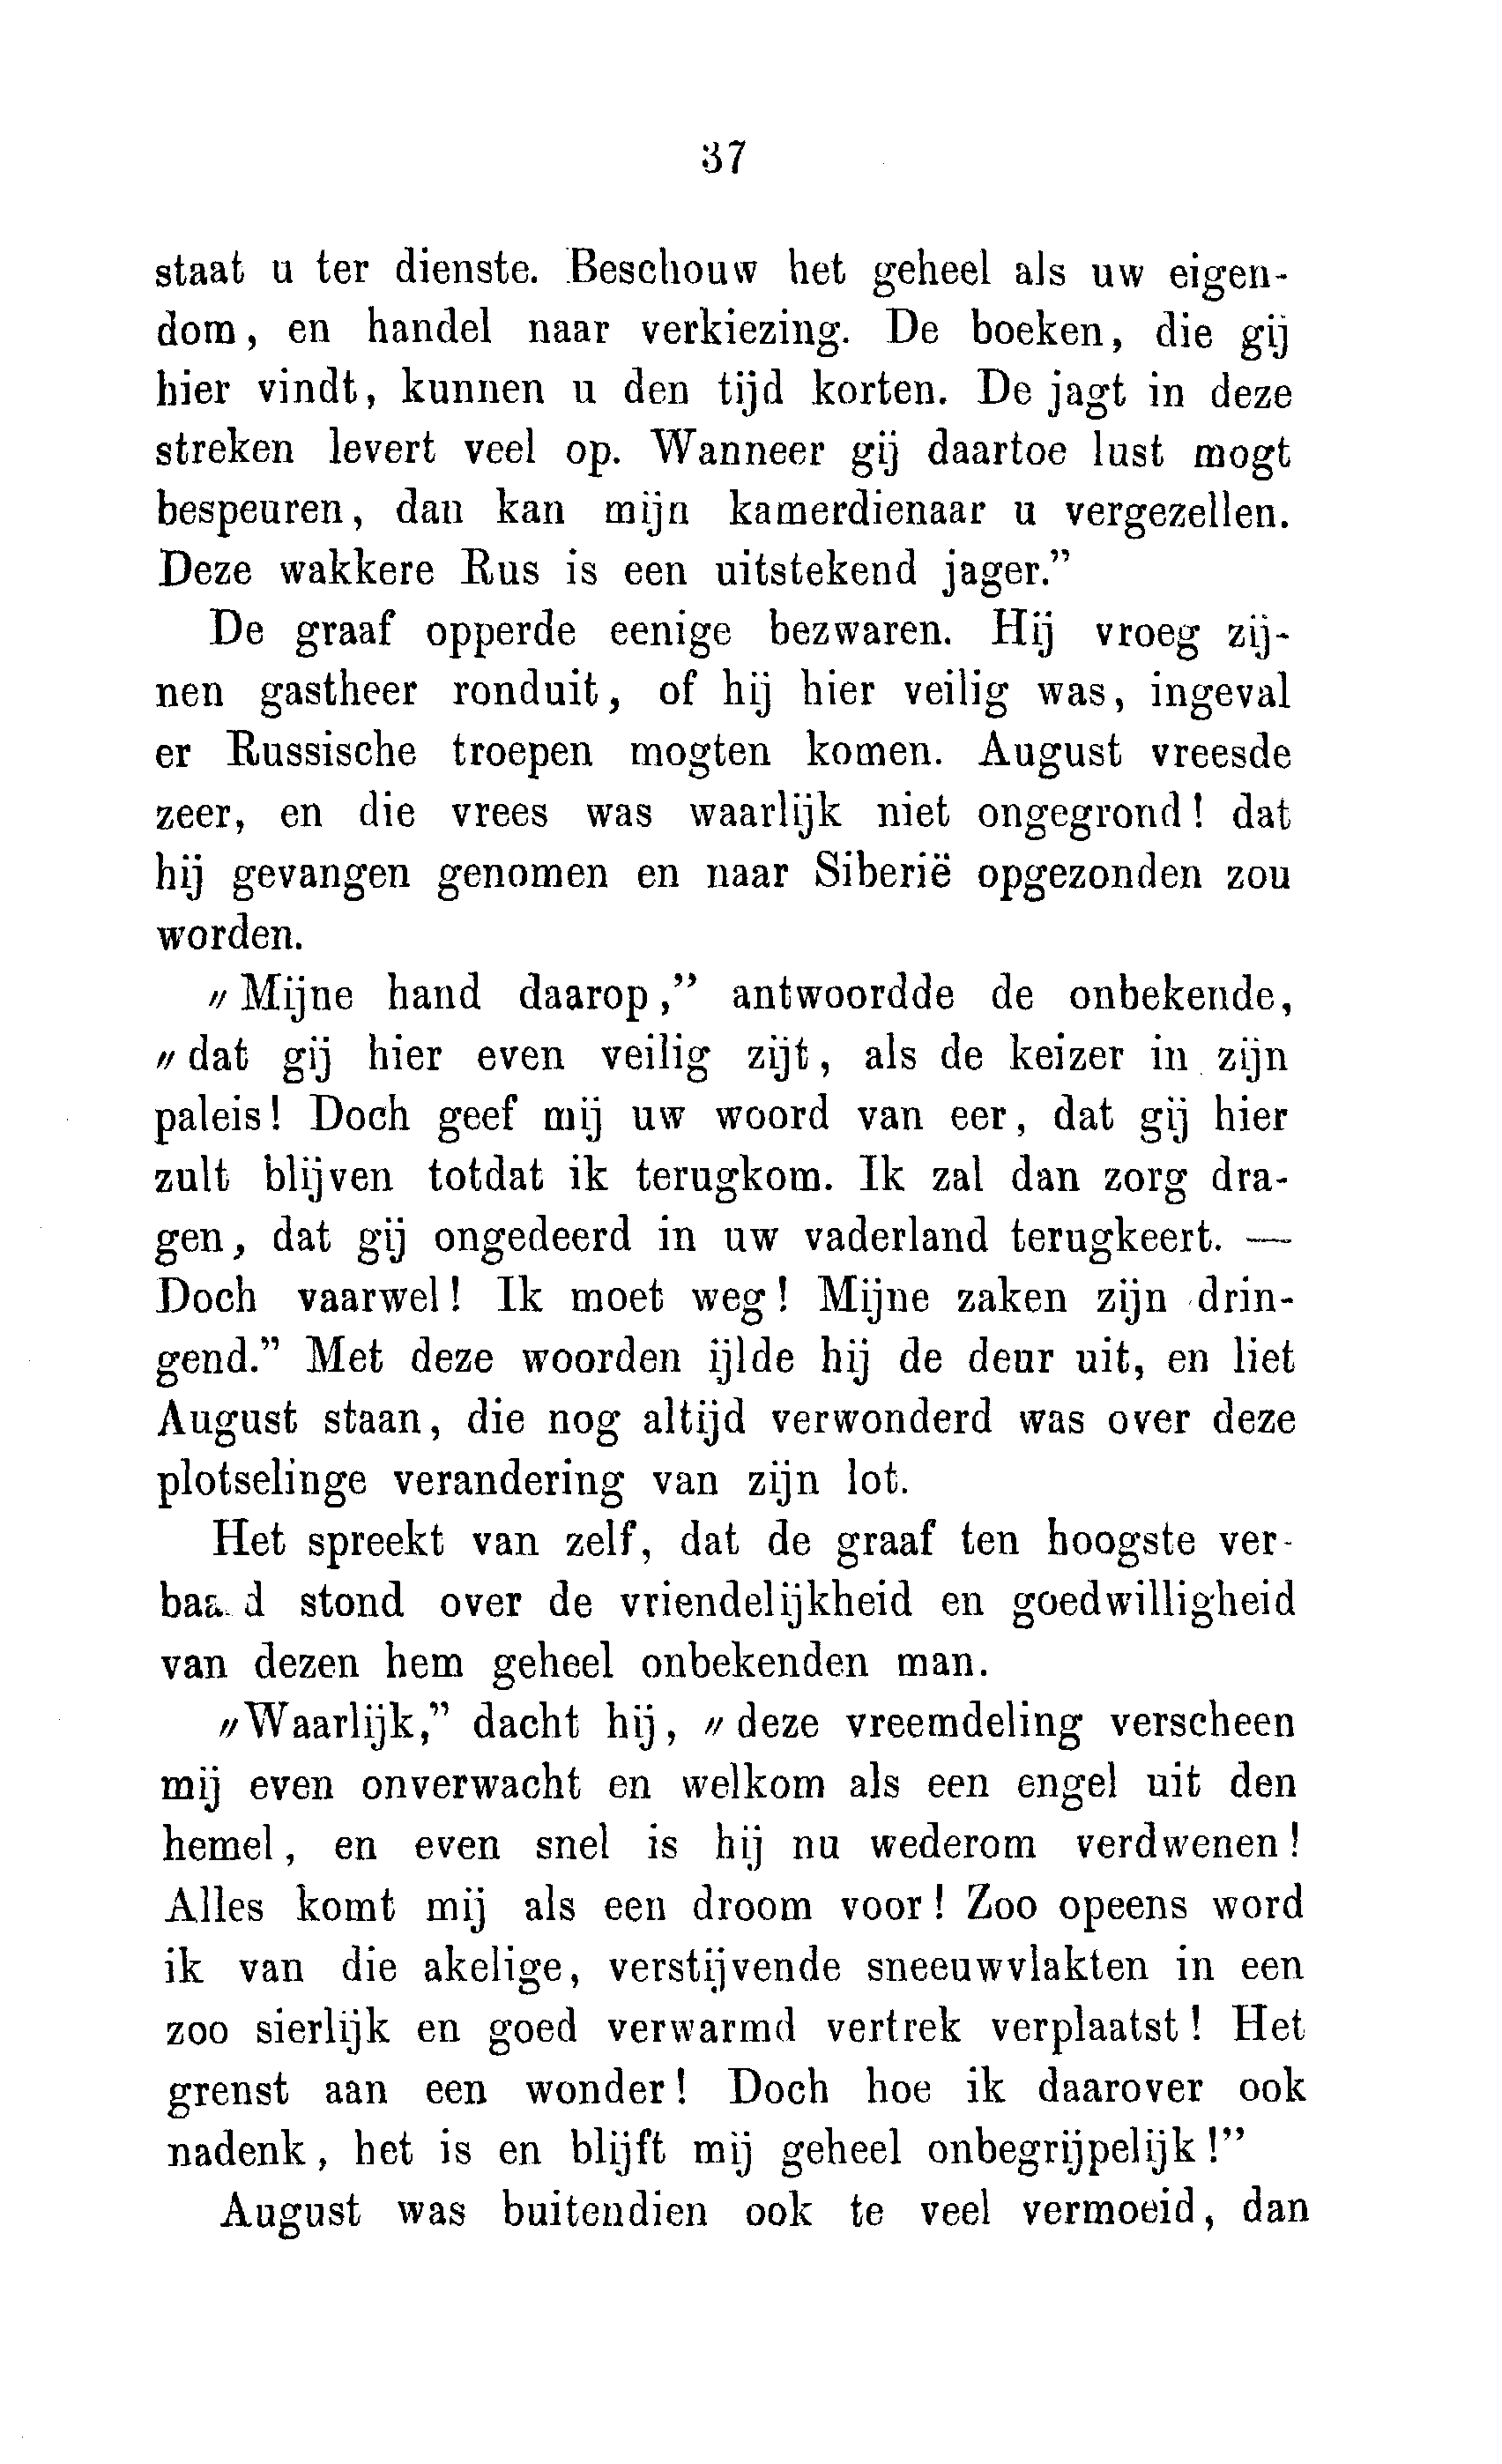 37
staat u ter dienste. Beschouw het geheel als uw eigen-
dom, en handel naar verkiezing. De boeken, die gij
hier vindt, kunnen u den tijd korten. De jagt in deze
streken levert veel op. Wanneer gij daartoe lust mogt
bespeuren, dan kan mijn kamerdienaar u vergezellen.
Deze wakkere Rus is een uitstekend jager.”
De graaf opperde eenige bezwaren. Hij vroeg zij-
nen gastheer ronduit, of hij hier veilig was, ingeval
er Russische troepen mogten komen. August vreesde
zeer, en die vrees was waarlijk niet ongegrond! dat
hij gevangen genomen en naar Siberië opgezonden zou
worden.
〃Mijne hand daarop,” antwoordde de onbekende,
〃dat gij hier even veilig zijt, als de keizer in zijn
paleis! Doch geef mij uw woord van eer, dat gij hier
zult blijven totdat ik terugkom. Ik zal dan zorg dra-
gen, dat gij ongedeerd in uw vaderland terugkeert. —
Doch vaarwel! Ik moet weg! Mijne zaken zijn drin-
gend.” Met deze woorden ijlde hij de deur uit, en liet
August staan, die nog altijd verwonderd was over deze
plotselinge verandering van zijn lot.
Het spreekt van zelf, dat de graaf ten hoogste ver-
baasd stond over de vriendelijkheid en goedwilligheid
van dezen hem geheel onbekenden man.
〃Waarlijk,” dacht hij, 〃deze vreemdeling verscheen
mij even onverwacht en welkom als een engel uit den
hemel, en even snel is hij nu wederom verdwenen!
Alles komt mij als een droom voor! Zoo opeens word
ik van die akelige, verstijvende sneeuwvlakten in een
zoo sierlijk en goed verwarmd vertrek verplaatst! Het
grenst aan een wonder! Doch hoe ik daarover ook
nadenk, het is en blijft mij geheel onbegrijpelijk!”
August was buitendien ook te veel vermoeid, dan